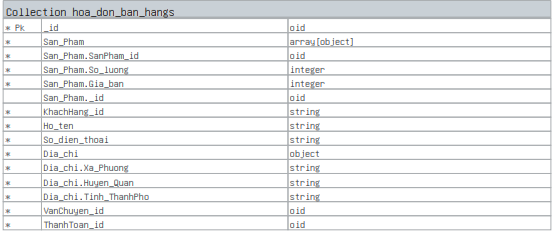 Collection hoa_don_ban_hangs
* Pk _id oid
* San_Pham array[object]
* San_Pham.SanPham_id oid
* San_Pham.So_luong integer
* San_Pham.Gia_ban integer
San_Pham._id oid
* KhachHang_id string
* Ho_ten string
* So_dien_thoai string
* Dia_chi object
* Dia_chi.Xa_Phuong string
* Dia_chi.Huyen_Quan string
* Dia_chi.Tinh_ThanhPho string
* VanChuyen_id oid
* ThanhToan_id oid